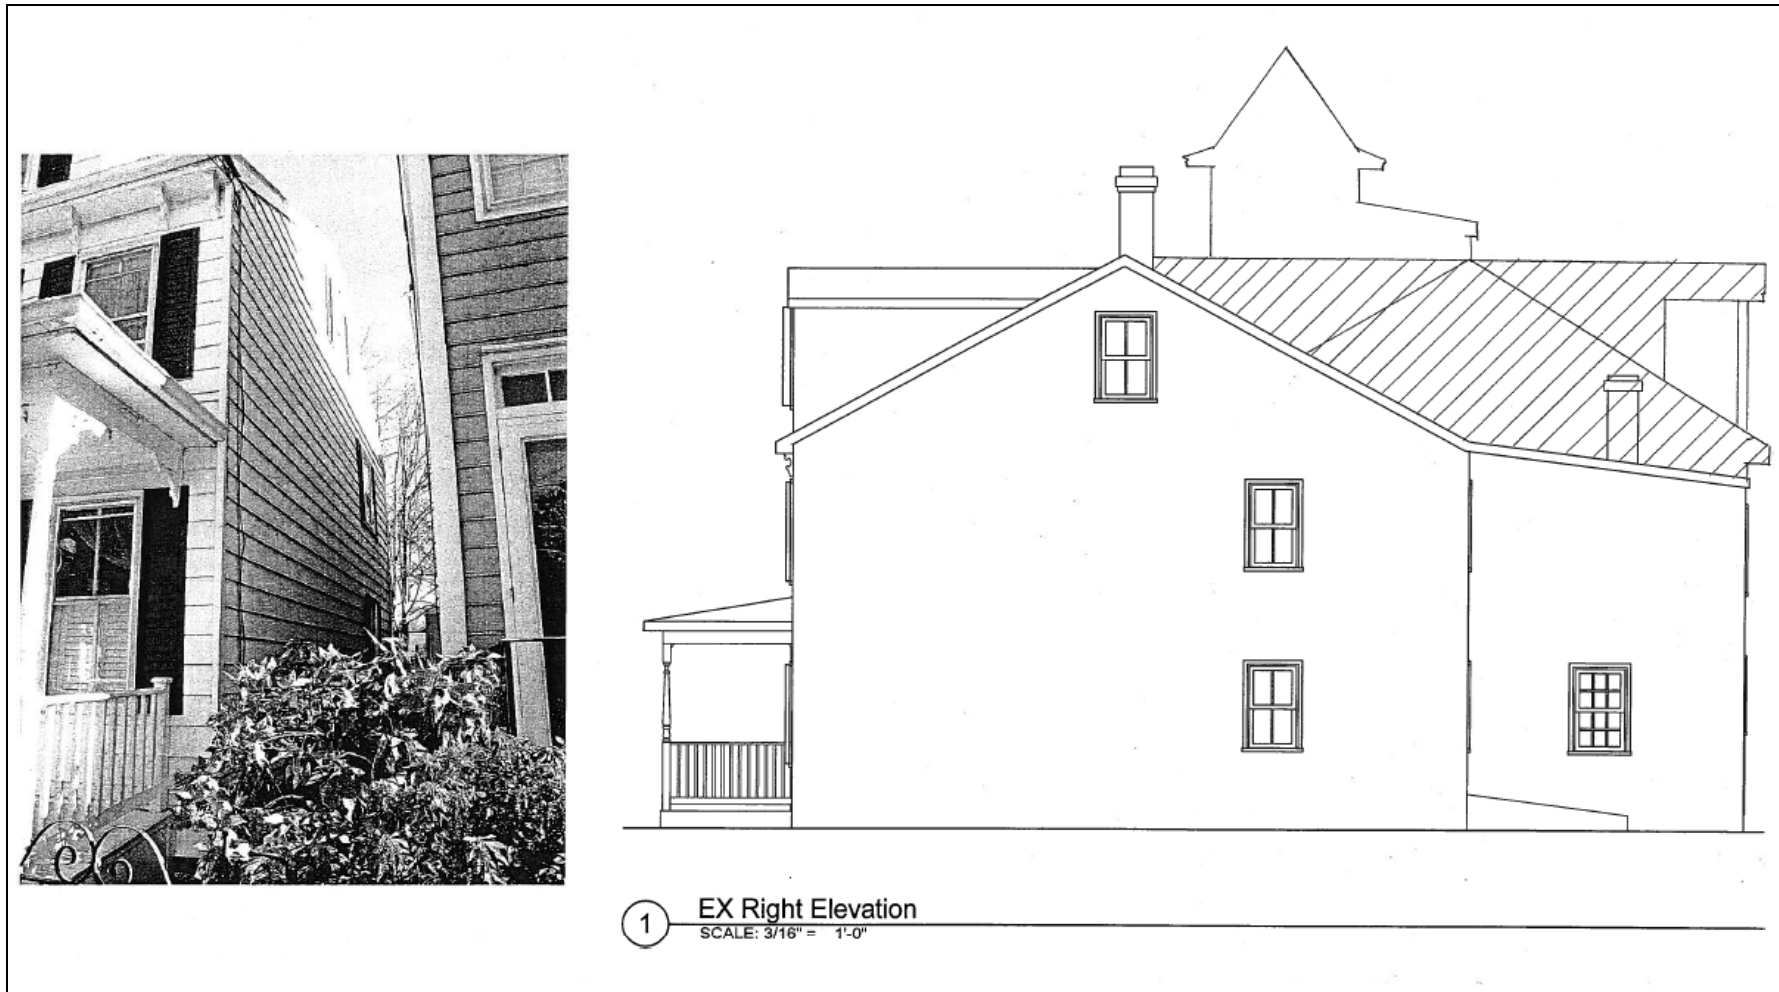 1
EX Right Elevation
SCALE: 3/16" = 1'-0"